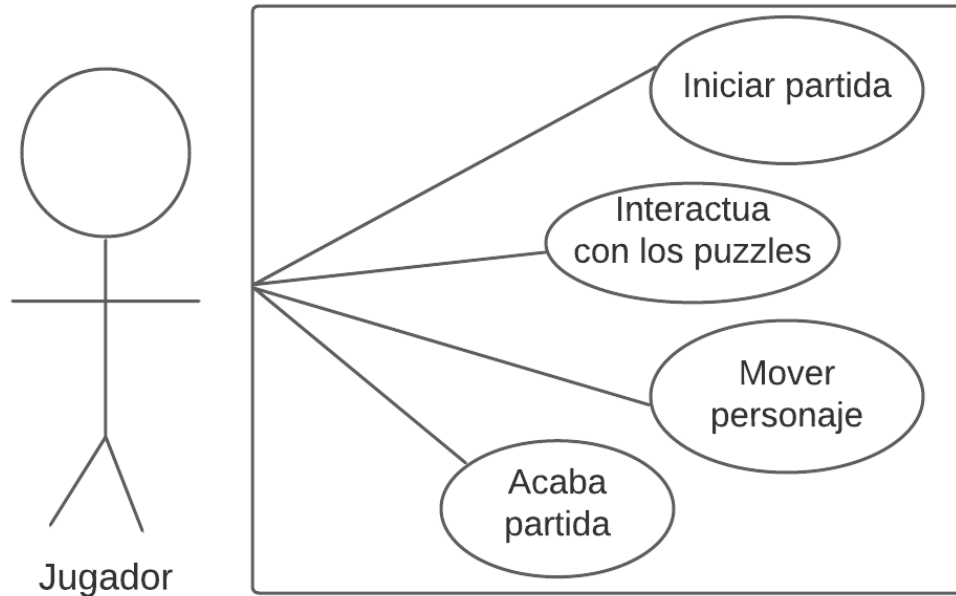 Iniciar partida
Interactua
con los puzzles
Mover
personaje
Acaba
partida
Jugador